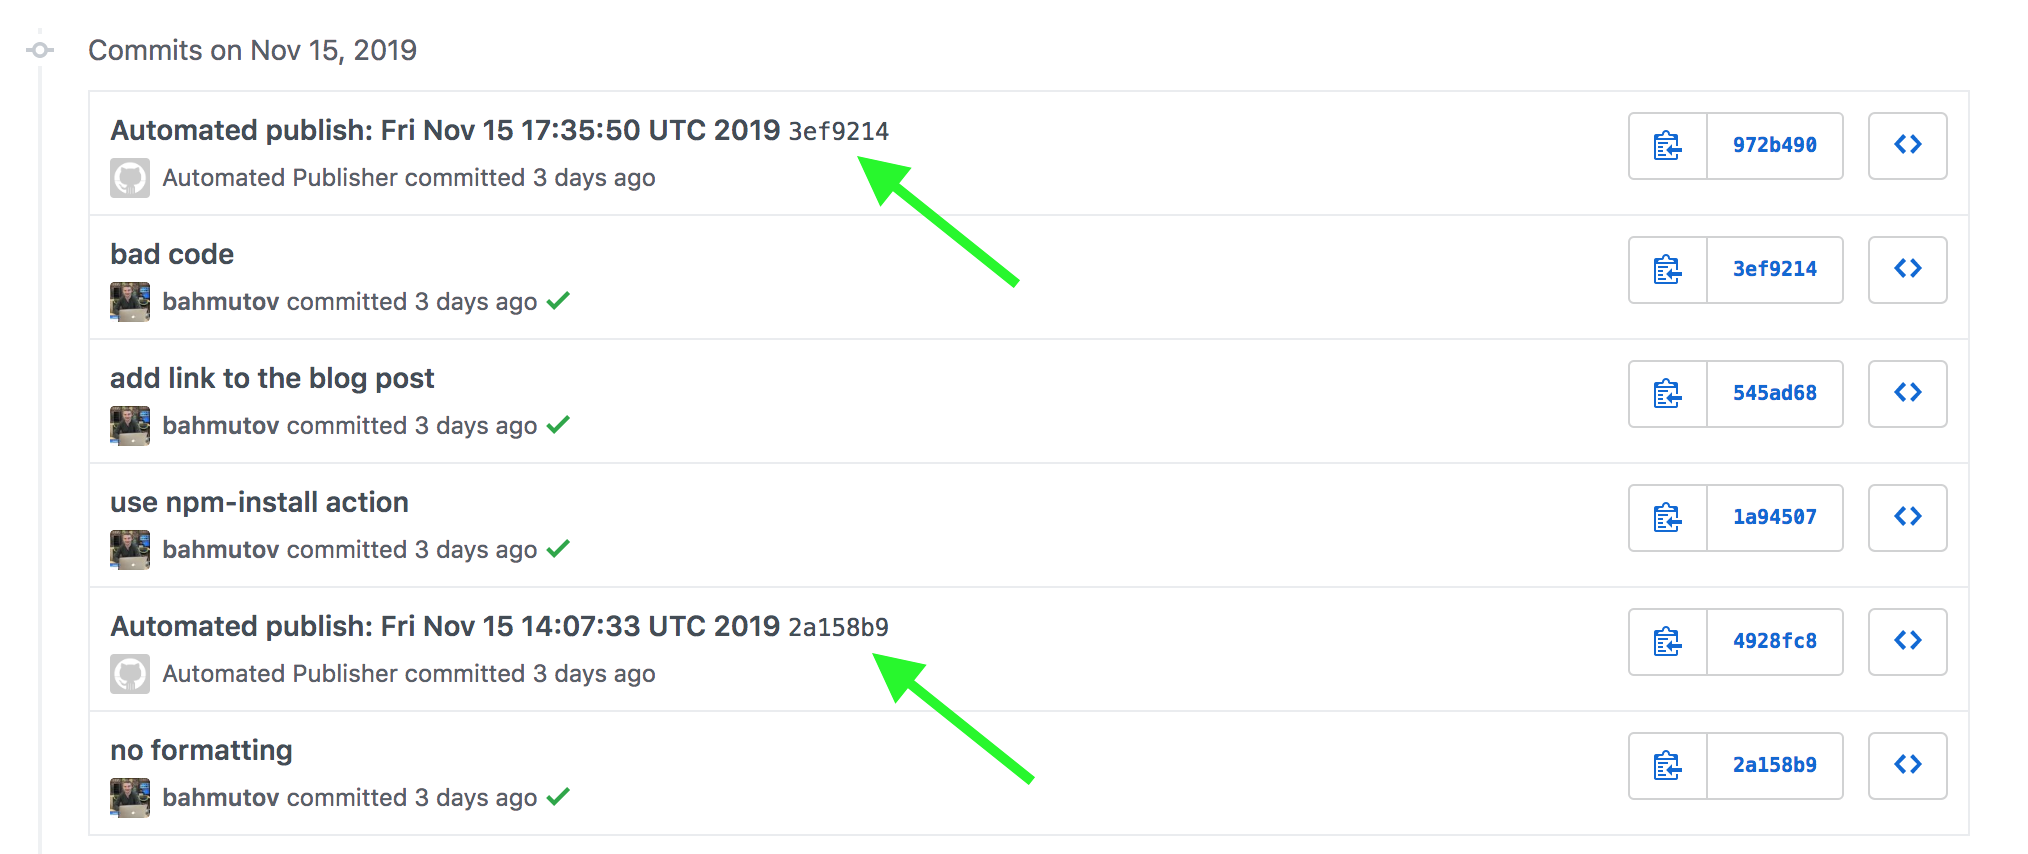 Commits on Nov 15, 2019
Automated publish: Fri Nov 15 17:35:50 UTC 2019 3ef9214
972b490
Automated Publisher committed 3 days ago
bad code
3ef9214
bahmutov committed 3 days ago
add link to the blog post
545ad68
bahmutov committed 3 days ago
use npm-install action
1a94507
bahmutov committed 3 days ago
Automated publish: Fri Nov 15 14:07:33 UTC 2019 2a158b9
4928fc8
Automated Publisher committed 3 days ago
no formatting
2a158b9
bahmutov committed 3 days ago